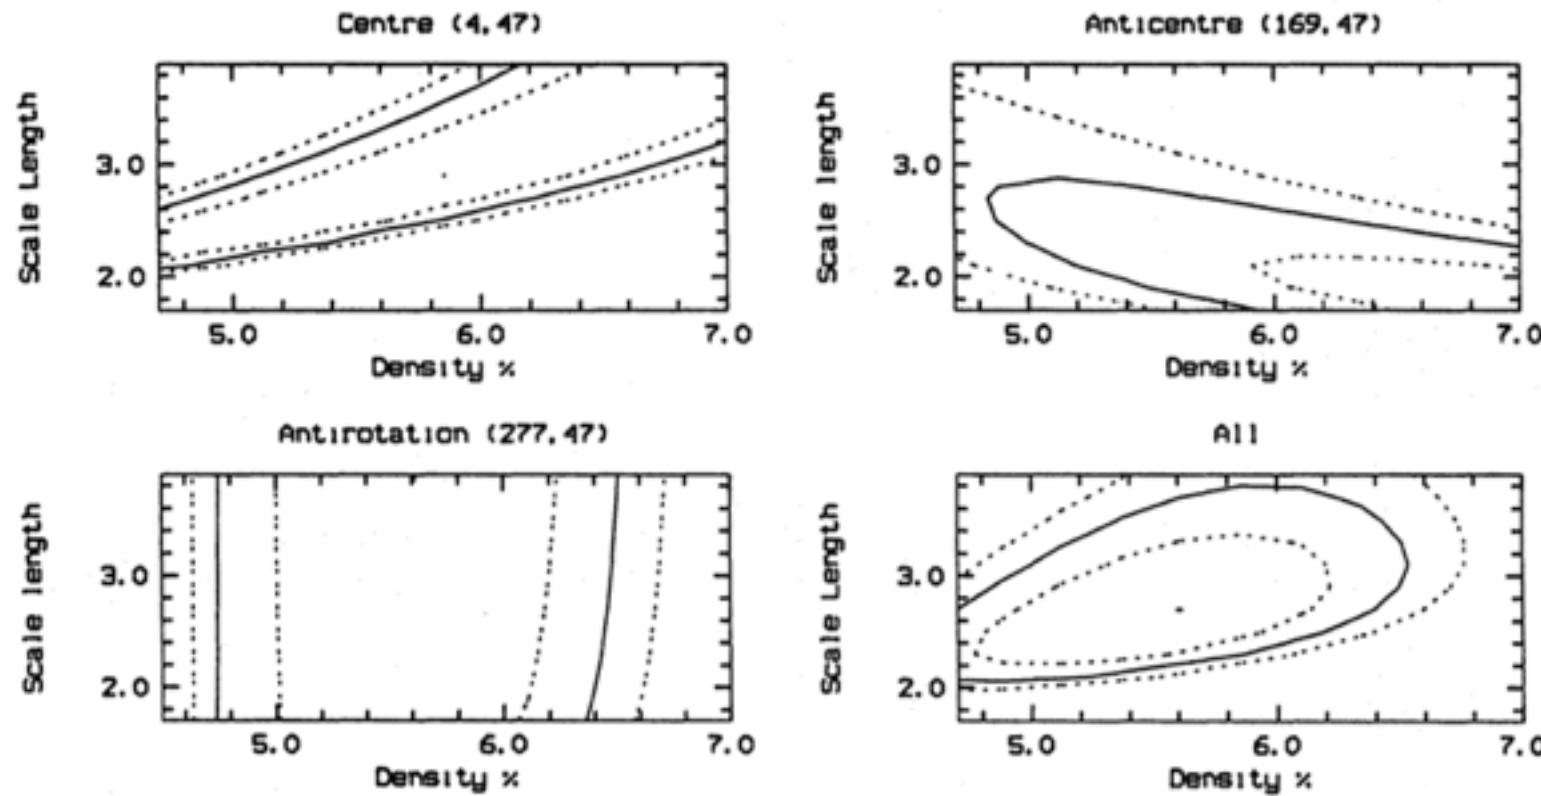 Centre (4,47)
Scale Length
3.0
2.0
5.0 6.0 7.0
Density %
Anticentre (169,47)
Scale length
3.0
2.0
5.0 6.0 7.0
Density %
Antirotation (277,47)
Scale length
3.0
2.0
5.0 6.0 7.0
Density %
All
Scale Length
3.0
2.0
5.0 6.0 7.0
Density %